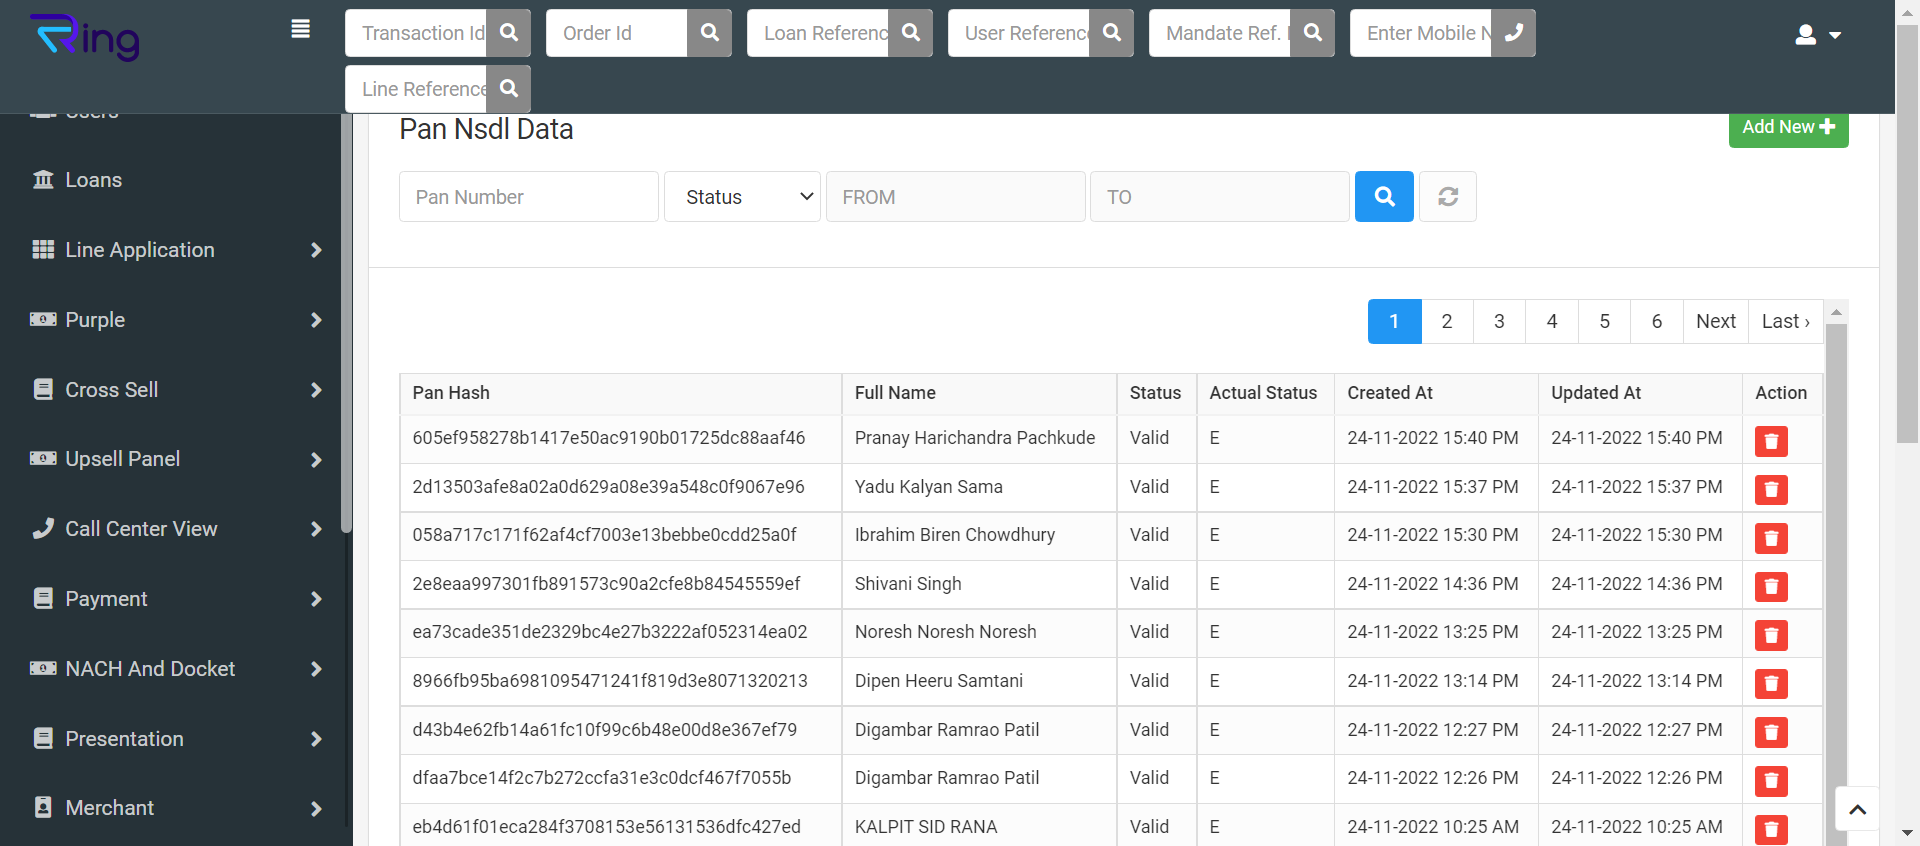 Ring
Transaction Id
Order Id
Loan Referenc
User Referenc
Mandate Ref.
Enter Mobile N
Line Reference
Users
Loans
Line Application
Purple
Cross Sell
Upsell Panel
Call Center View
Payment
NACH And Docket
Presentation
Merchant
Pan Nsdl Data
Add New
Pan Number
Status
FROM
TO
1 2 3 4 5 6 Next Last ›
Pan Hash Full Name Status Actual Status Created At Updated At Action
605ef958278b1417e50ac9190b01725dc88aaf46 Pranay Harichandra Pachkude Valid E 24-11-2022 15:40 PM 24-11-2022 15:40 PM
2d13503afe8a02a0d629a08e39a548c0f9067e96 Yadu Kalyan Sama Valid E 24-11-2022 15:37 PM 24-11-2022 15:37 PM
058a717c171f62af4cf7003e13bebbe0cdd25a0f Ibrahim Biren Chowdhury Valid E 24-11-2022 15:30 PM 24-11-2022 15:30 PM
2e8eaa997301fb891573c90a2cfe8b84545559ef Shivani Singh Valid E 24-11-2022 14:36 PM 24-11-2022 14:36 PM
ea73cade351de2329bc4e27b3222af052314ea02 Noresh Noresh Noresh Valid E 24-11-2022 13:25 PM 24-11-2022 13:25 PM
8966fb95ba6981095471241f819d3e8071320213 Dipen Heeru Samtani Valid E 24-11-2022 13:14 PM 24-11-2022 13:14 PM
d43b4e62fb14a61fc10f99c6b48e00d8e367ef79 Digambar Ramrao Patil Valid E 24-11-2022 12:27 PM 24-11-2022 12:27 PM
dfaa7bce14f2c7b272ccfa31e3c0dcf467f7055b Digambar Ramrao Patil Valid E 24-11-2022 12:26 PM 24-11-2022 12:26 PM
eb4d61f01eca284f3708153e56131536dfc427ed KALPIT SID RANA Valid E 24-11-2022 10:25 AM 24-11-2022 10:25 AM